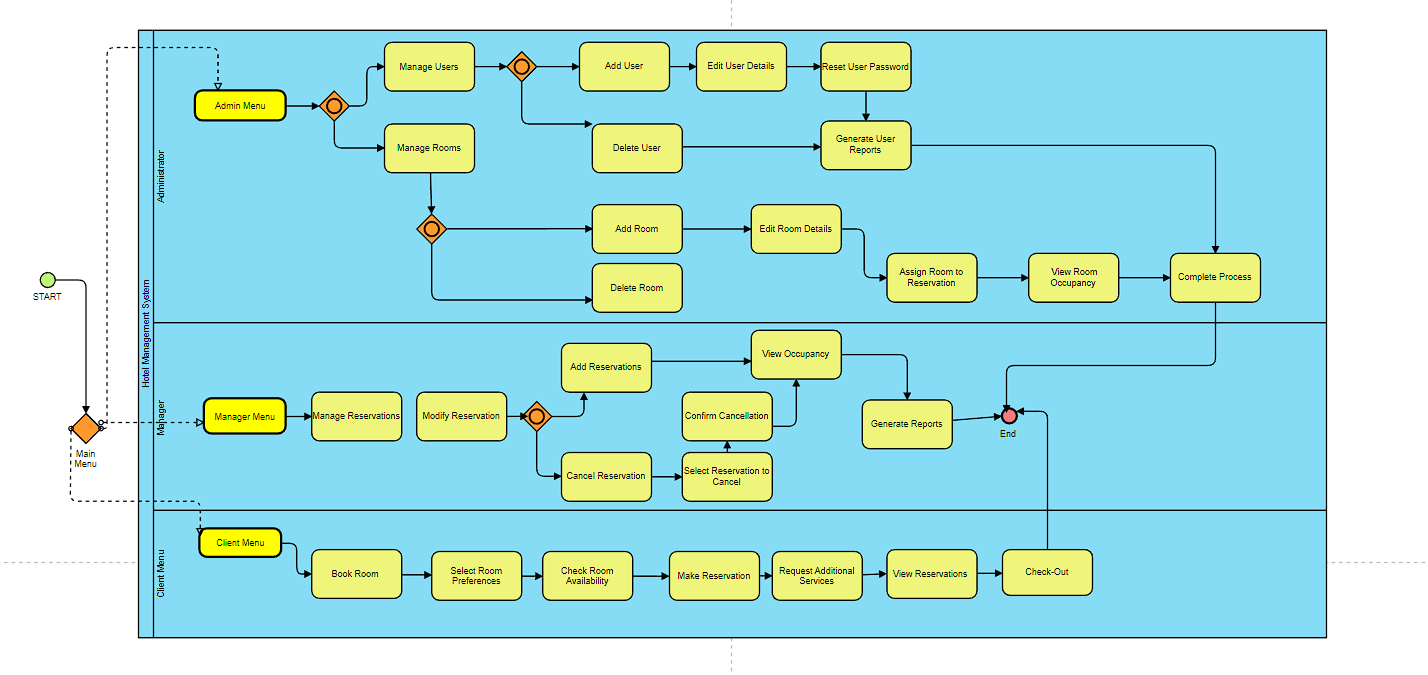 Manage Users
Add User
Edit User Details
Reset User Password
Admin Menu
Manage Rooms
Delete User
Generate User
Reports
Administrator
Add Room
Edit Room Details
Assign Room to
Reservation
View Room
Occupancy
Complete Process
Delete Room
START
Hotel Management System
View Occupancy
Add Reservations
Manager Menu
Manage Reservations
Modify Reservation
Confirm Cancellation
Generate Reports
End
Manager
Main
Menu
Cancel Reservation
Select Reservation to
Cancel
Client Menu
Client Menu
Book Room
Select Room
Preferences
Check Room
Availability
Make Reservation
Request Additional
Services
View Reservations
Check-Out